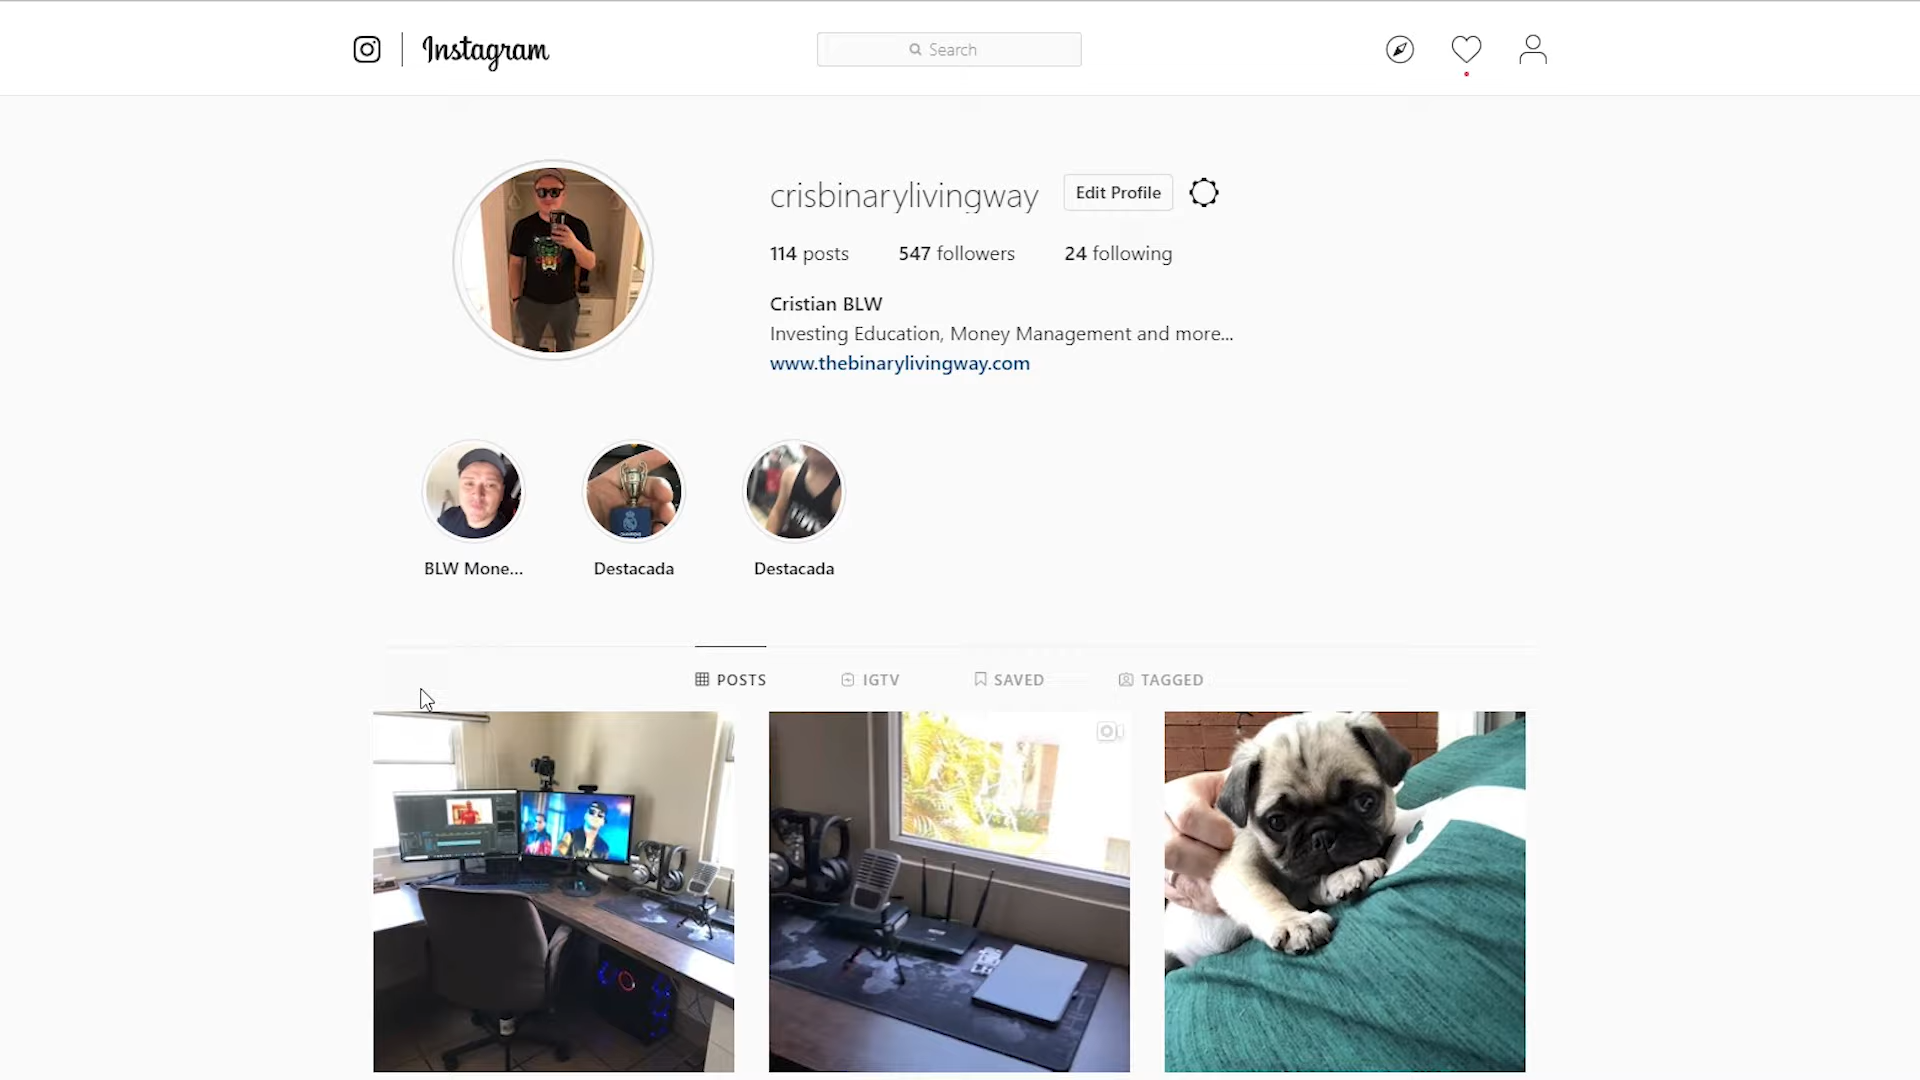 Instagram
Search
crisbinarylivingway
Edit Profile
114 posts
547 followers
24 following
Cristian BLW
Investing Education, Money Management and more...
www.thebinarylivingway.com
BLW Mone...
Destacada
Destacada
POSTS
IGTV
SAVED
TAGGED